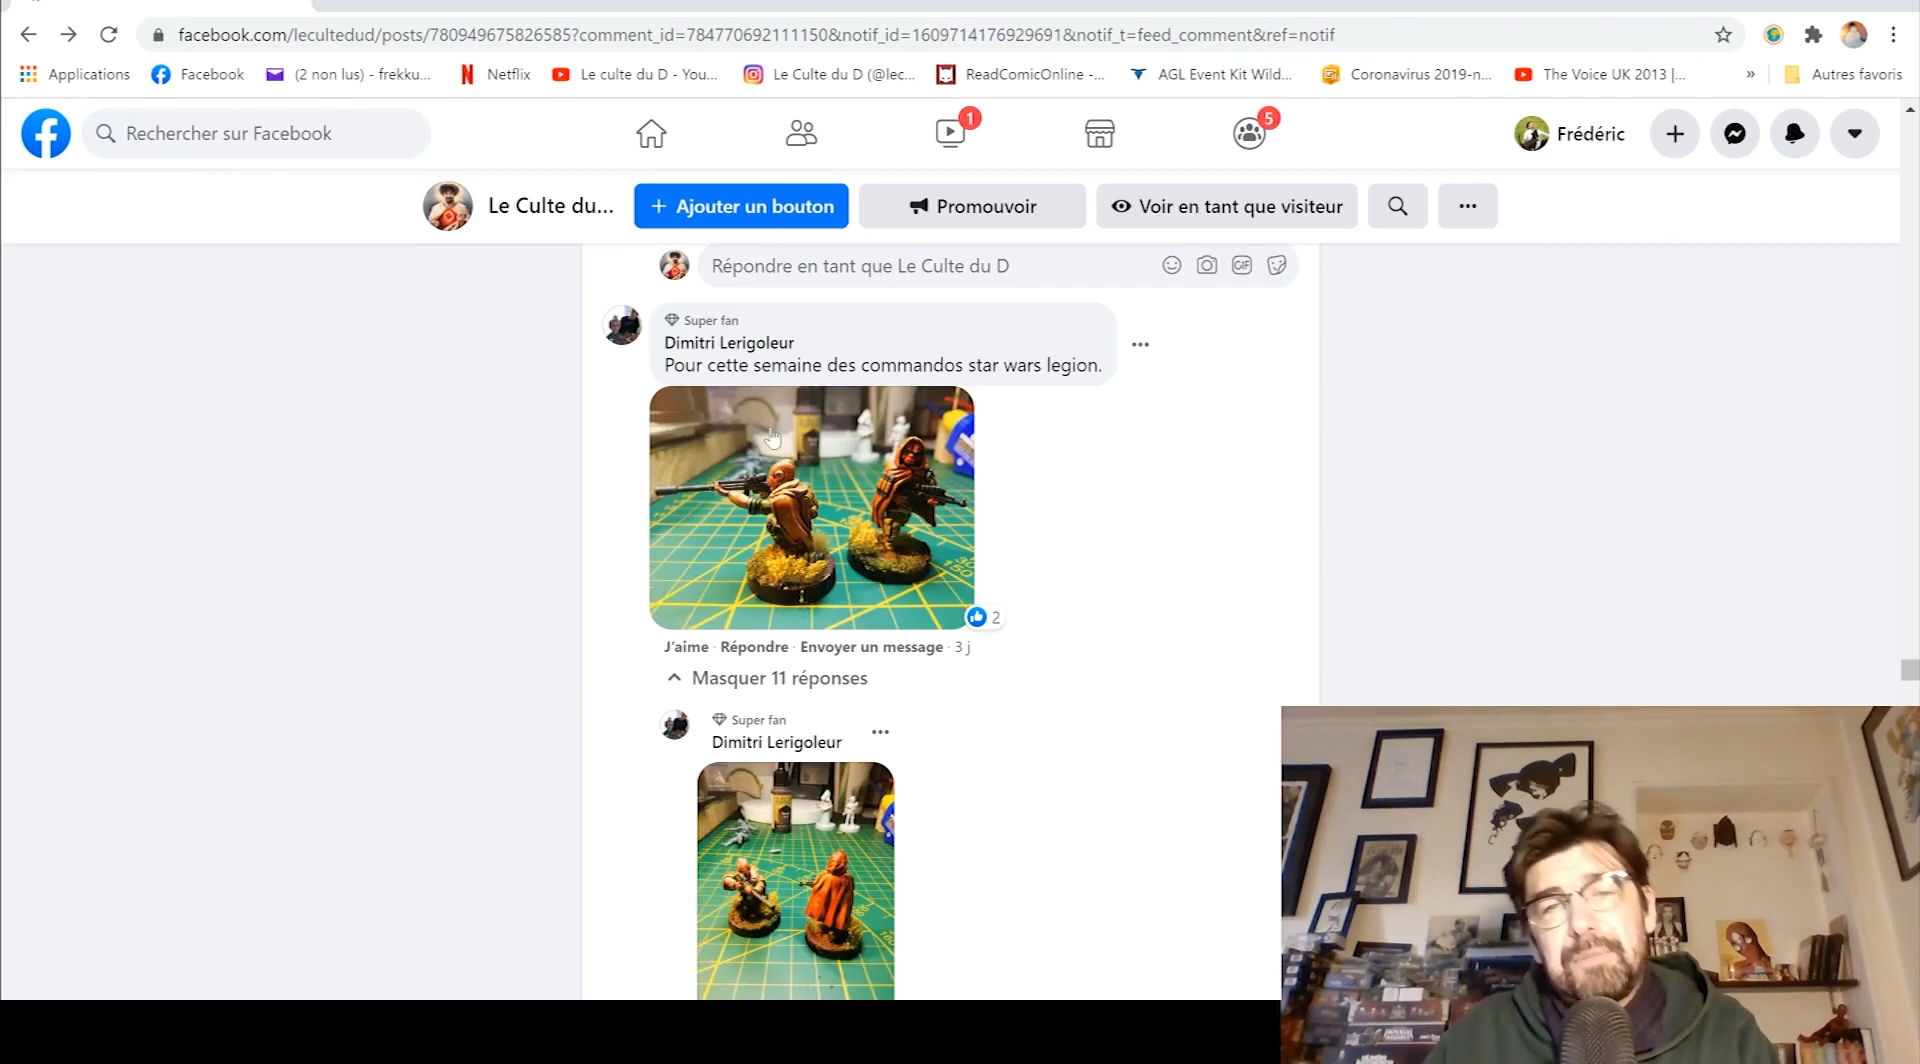 facebook.com/lecultedud/posts/780949675826585?comment_id=784770692111150&notif_id=1609714176929691&notif_t=feed_comment&ref=notif
Applications
Facebook
(2 non lus) - frekku...
Netflix
Le culte du D - You...
Le Culte du D (@lec...
ReadComicOnline -...
AGL Event Kit Wild...
Coronavirus 2019-n...
The Voice UK 2013 |...
»
Autres favoris
Rechercher sur Facebook
1
5
Frédéric
Le Culte du...
+ Ajouter un bouton
Promouvoir
Voir en tant que visiteur
Répondre en tant que Le Culte du D
GIF
Super fan
Dimitri Lerigoleur
Pour cette semaine des commandos star wars legion.
2
J'aime · Répondre · Envoyer un message · 3 j
Masquer 11 réponses
Super fan
Dimitri Lerigoleur